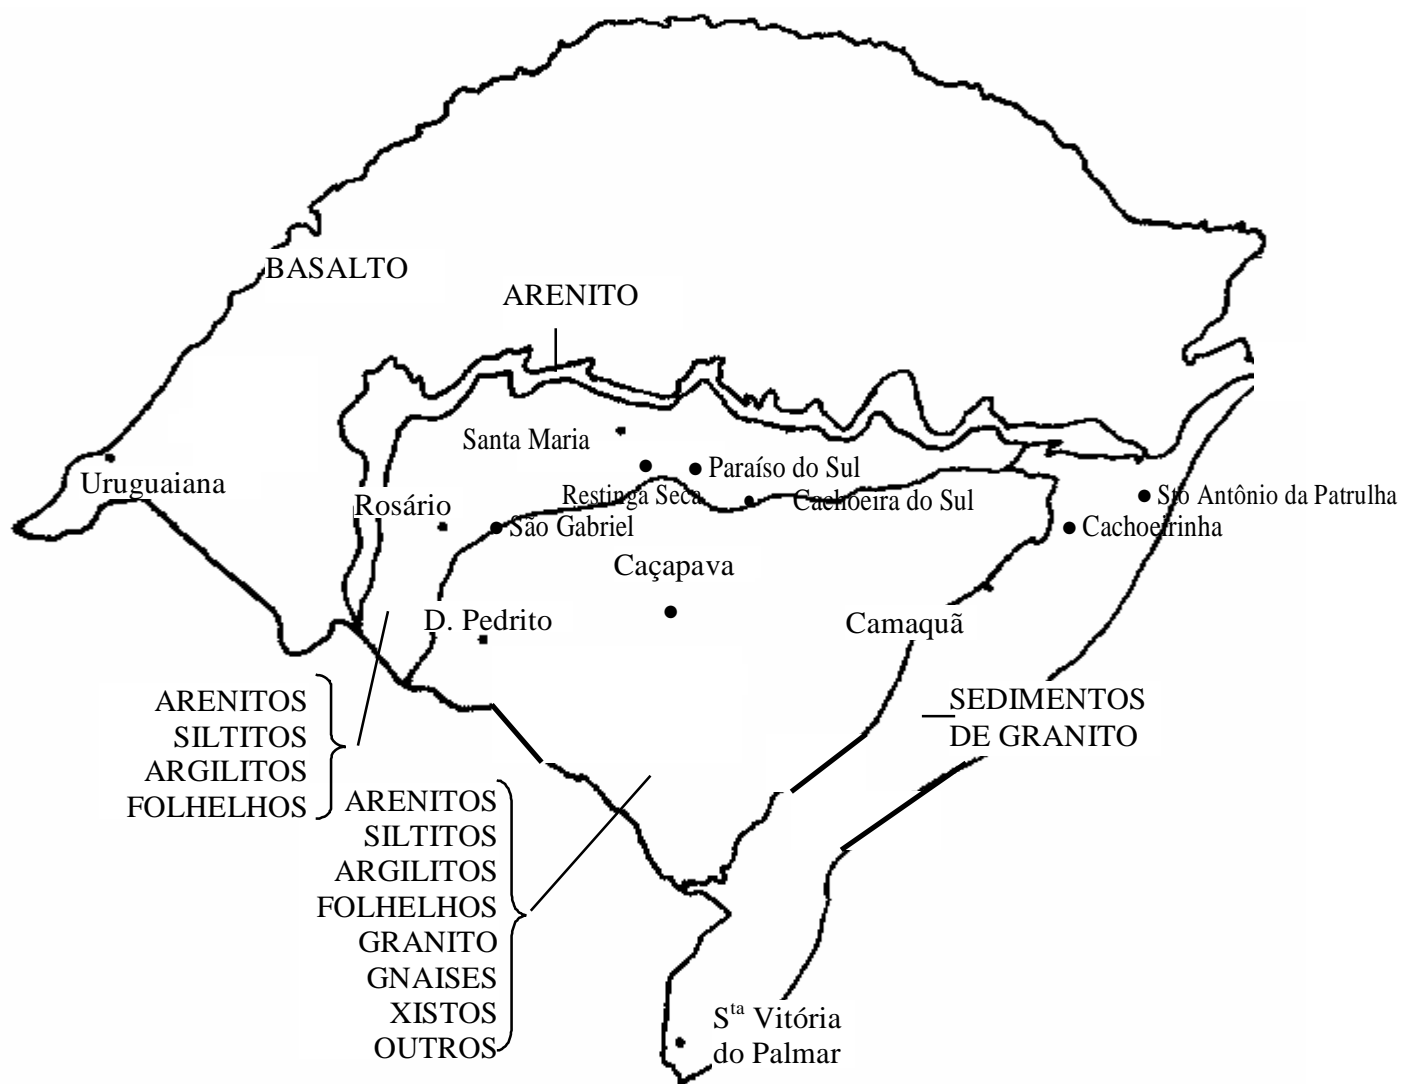 BASALTO
ARENITO
Santa Maria
Paraíso do Sul
Uruguaiana
Restinga Seca
Cachoeira do Sul
Sto Antônio da Patrulha
Rosário
São Gabriel
Cachoeirinha
Caçapava
D. Pedrito
Camaquã
ARENITOS
SILTITOS
ARGILITOS
FOLHELHOS
SEDIMENTOS
DE GRANITO
ARENITOS
SILTITOS
ARGILITOS
FOLHELHOS
GRANITO
GNAISES
XISTOS
OUTROS
Sta Vitória
do Palmar